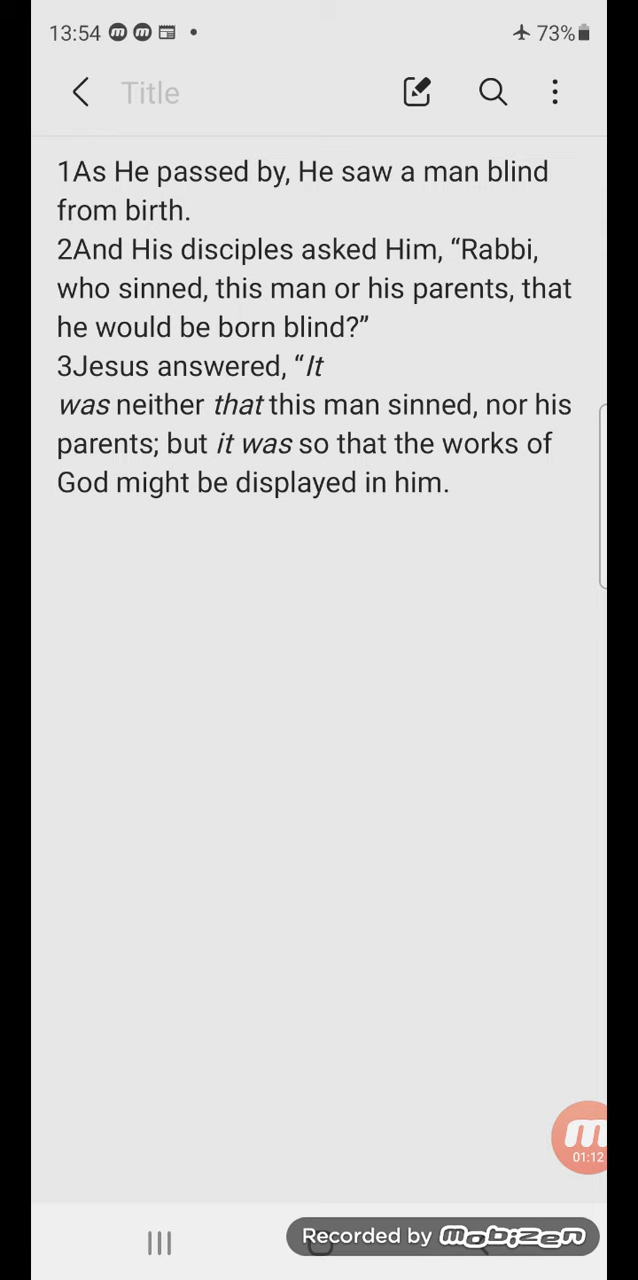 13:54
73%
Title
1As He passed by, He saw a man blind
from birth.
2And His disciples asked Him, “Rabbi,
who sinned, this man or his parents, that
he would be born blind?”
3Jesus answered, “It
was neither that this man sinned, nor his
parents; but it was so that the works of
God might be displayed in him.
01:12
Recorded by mobizen